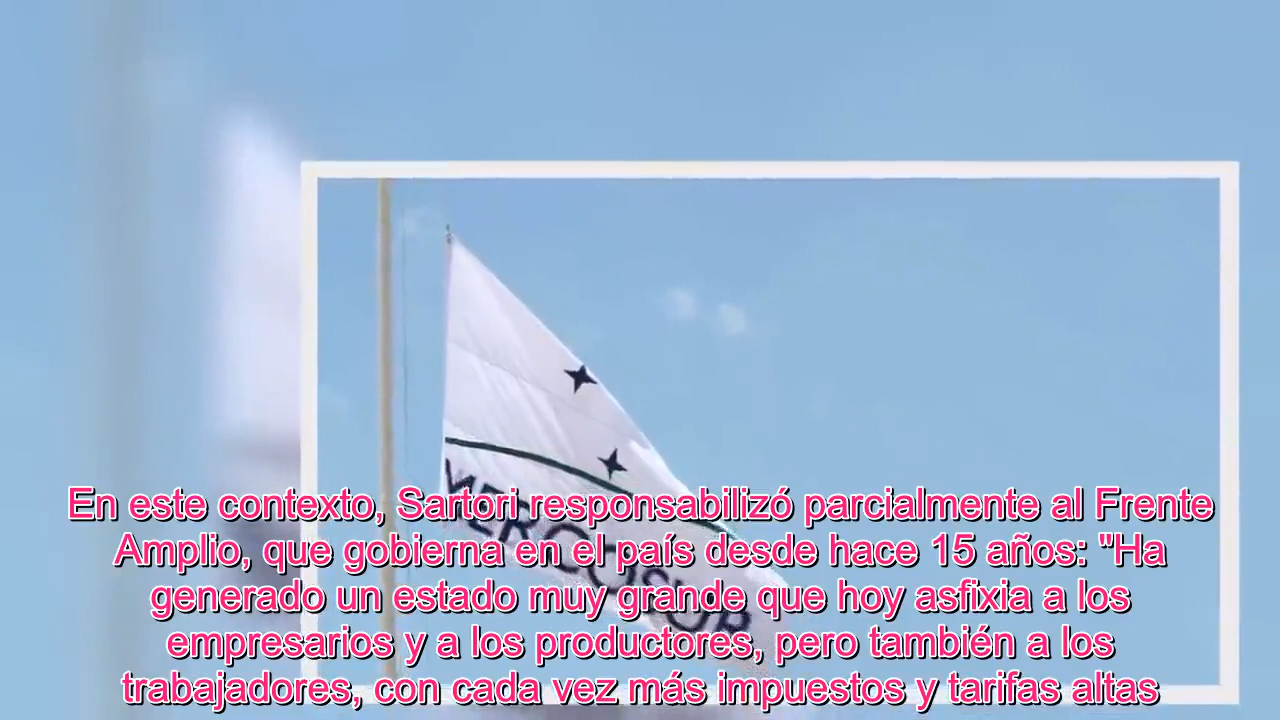 MERCOSUR
En este contexto, Sartori responsabilizó parcialmente al Frente
Amplio, que gobierna en el país desde hace 15 años: "Ha
generado un estado muy grande que hoy asfixia a los
empresarios y a los productores, pero también a los
trabajadores, con cada vez más impuestos y tarifas altas